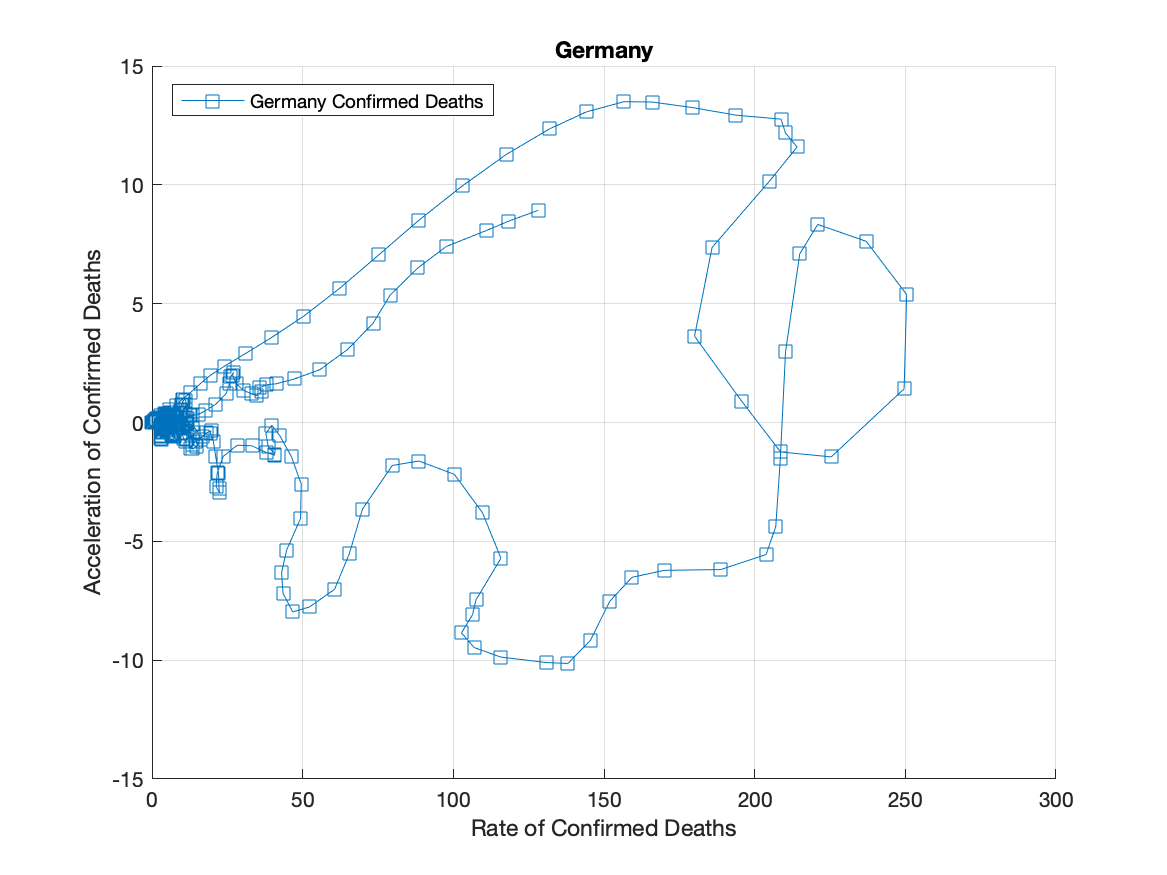 Germany
15
Germany Confirmed Deaths
10
5
0
-5
-10
-15
Acceleration of Confirmed Deaths
0 50 100 150 200 250 300
Rate of Confirmed Deaths